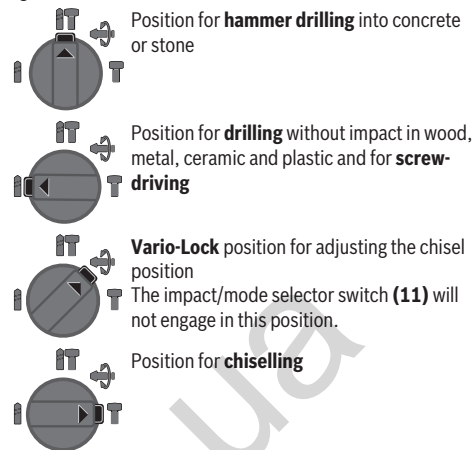 Position for hammer drilling into concrete
or stone
Position for drilling without impact in wood,
metal, ceramic and plastic and for screw-
driving
Vario-Lock position for adjusting the chisel
position
The impact/mode selector switch (11) will
not engage in this position.
Position for chiselling
ua